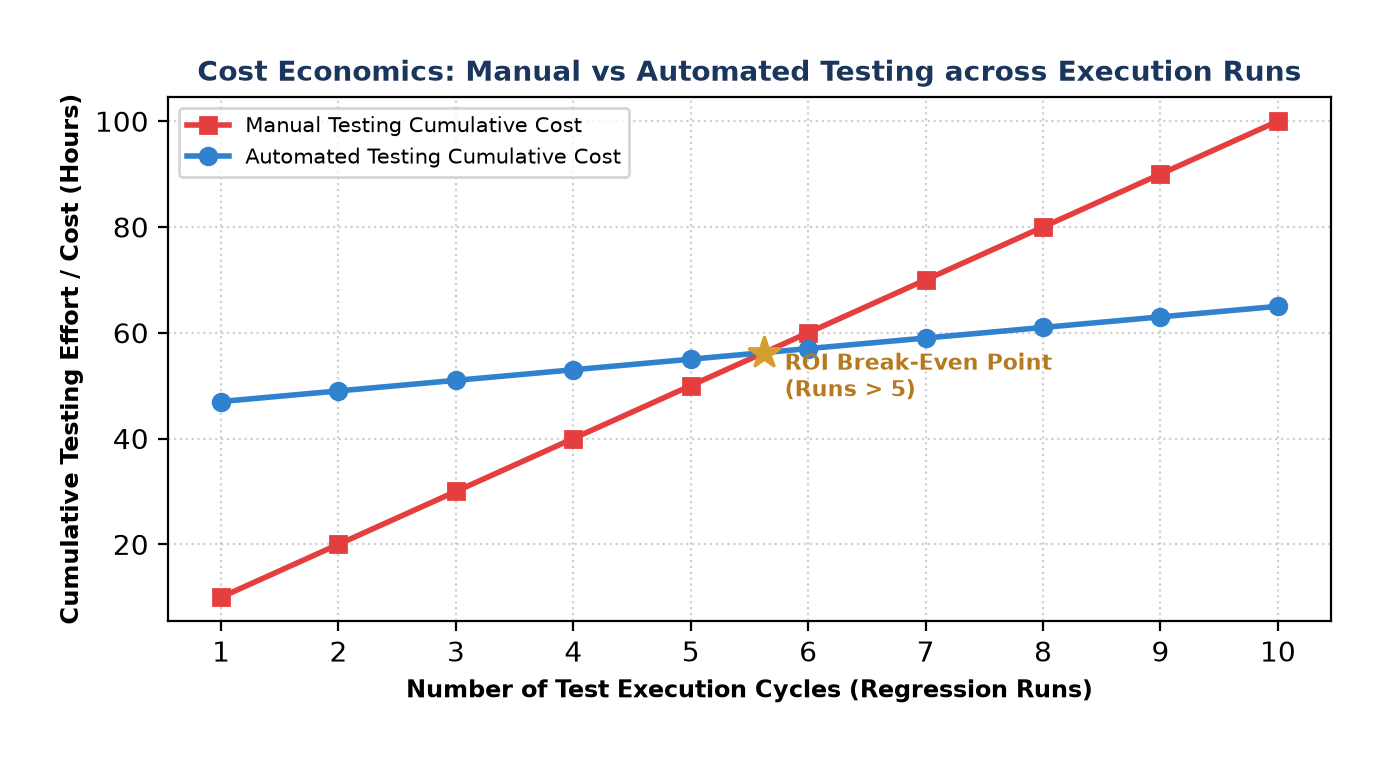 Cost Economics: Manual vs Automated Testing across Execution Runs
Cumulative Testing Effort / Cost (Hours)
100
80
60
40
20
Manual Testing Cumulative Cost
Automated Testing Cumulative Cost
ROI Break-Even Point
(Runs > 5)
1 2 3 4 5 6 7 8 9 10
Number of Test Execution Cycles (Regression Runs)